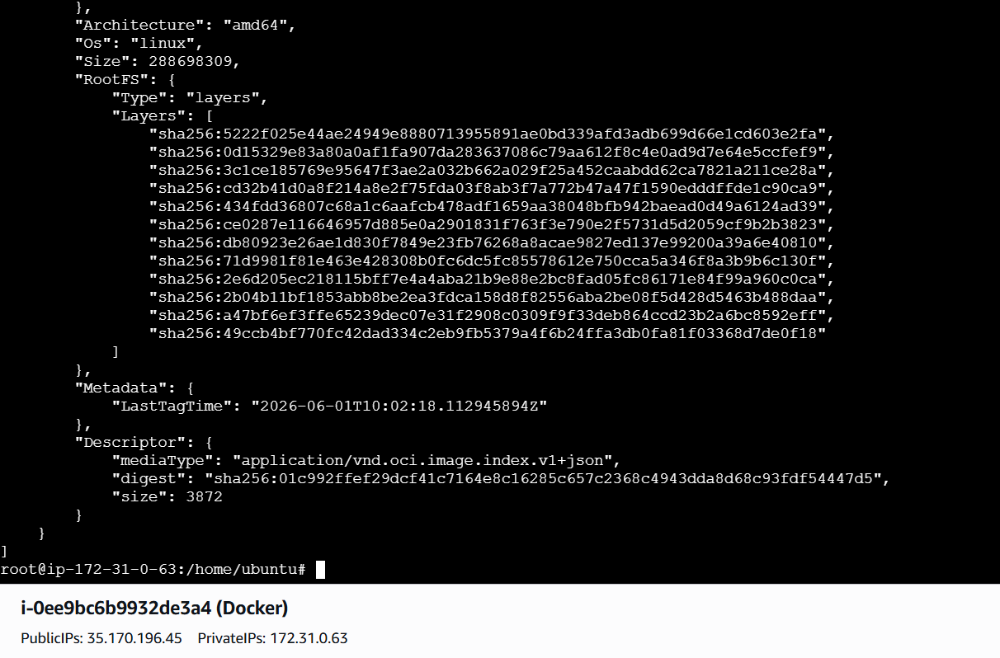 },
        "Architecture": "amd64",
        "Os": "linux",
        "Size": 288698309,
        "RootFS": {
            "Type": "layers",
            "Layers": [
                "sha256:5222f025e44ae24949e8880713955891ae0bd339afd3adb699d66e1cd603e2fa",
                "sha256:0d15329e83a80a0af1fa907da283637086c79aa612f8c4e0ad9d7e64e5ccfef9",
                "sha256:3c1ce185769e95647f3ae2a032b662a029f25a452caabdd62ca7821a211ce28a",
                "sha256:cd32b41d0a8f214a8e2f75fda03f8ab3f7a772b47a47f1590edddffde1c90ca9",
                "sha256:434fdd36807c68a1c6aafcb478adf1659aa38048bfb942baead0d49a6124ad39",
                "sha256:ce0287e116646957d885e0a2901831f763f3e790e2f5731d5d2059cf9b2b3823",
                "sha256:db80923e26ae1d830f7849e23fb76268a8acae9827ed137e99200a39a6e40810",
                "sha256:71d9981f81e463e428308b0fc6dc5fc85578612e750cca5a346f8a3b9b6c130f",
                "sha256:2e6d205ec218115bff7e4a4aba21b9e88e2bc8fad05fc86171e84f99a960c0ca",
                "sha256:2b04b11bf1853abb8be2ea3fdca158d8f82556aba2be08f5d428d5463b488daa",
                "sha256:a47bf6ef3ffe65239dec07e31f2908c0309f9f33deb864ccd23b2a6bc8592eff",
                "sha256:49ccb4bf770fc42dad334c2eb9fb5379a4f6b24ffa3db0fa81f03368d7de0f18"
            ]
        },
        "Metadata": {
            "LastTagTime": "2026-06-01T10:02:18.112945894Z"
        },
        "Descriptor": {
            "mediaType": "application/vnd.oci.image.index.v1+json",
            "digest": "sha256:01c992ffef29dcf41c7164e8c16285c657c2368c4943dda8d68c93fdf54447d5",
            "size": 3872
        }
    }
]
root@ip-172-31-0-63:/home/ubuntu#
i-0ee9bc6b9932de3a4 (Docker)
PublicIPs: 35.170.196.45 PrivateIPs: 172.31.0.63